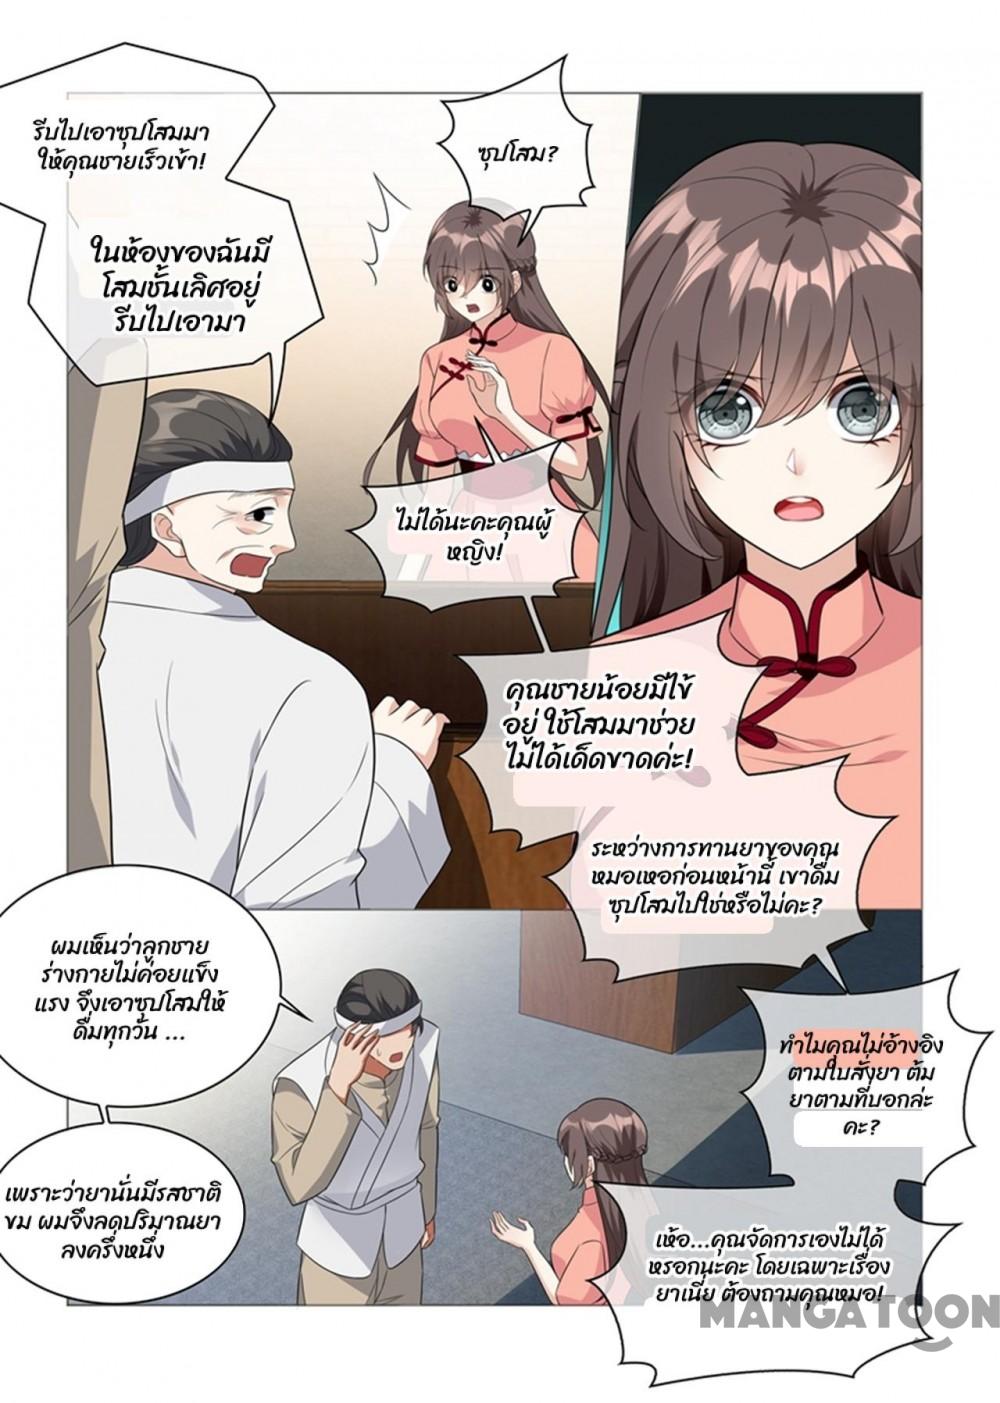 รีบไปเอาซุปโสมมา
ให้คุณชายเร็วเข้า!
ในห้องของฉันมี
โสมชั้นเลิศอยู่
รีบไปเอามา
ซุปโสม?
ไม่ได้นะคะคุณผู้
หญิง!
คุณชายน้อยมีไข้
อยู่ ใช้โสมมาช่วย
ไม่ได้เด็ดขาดค่ะ!
ระหว่างการทานยาของคุณ
หมอเหอก่อนหน้านี้ เขาดื่ม
ซุปโสมไปใช่หรือไม่คะ?
ผมเห็นว่าลูกชาย
ร่างกายไม่ค่อยแข็ง
แรง จึงเอาซุปโสมให้
ดื่มทุกวัน ...
เพราะว่ายานั่นมีรสชาติ
ขม ผมจึงลดปริมาณยา
ลงครึ่งหนึ่ง
ทำไมคุณไม่อ้างอิง
ตามใบสั่งยา ต้ม
ยาตามที่บอกล่ะ
คะ?
เห้อ...คุณจัดการเองไม่ได้
หรอกนะคะ โดยเฉพาะเรื่อง
ยาเนี่ย ต้องถามคุณหมอ!
MANGATOON